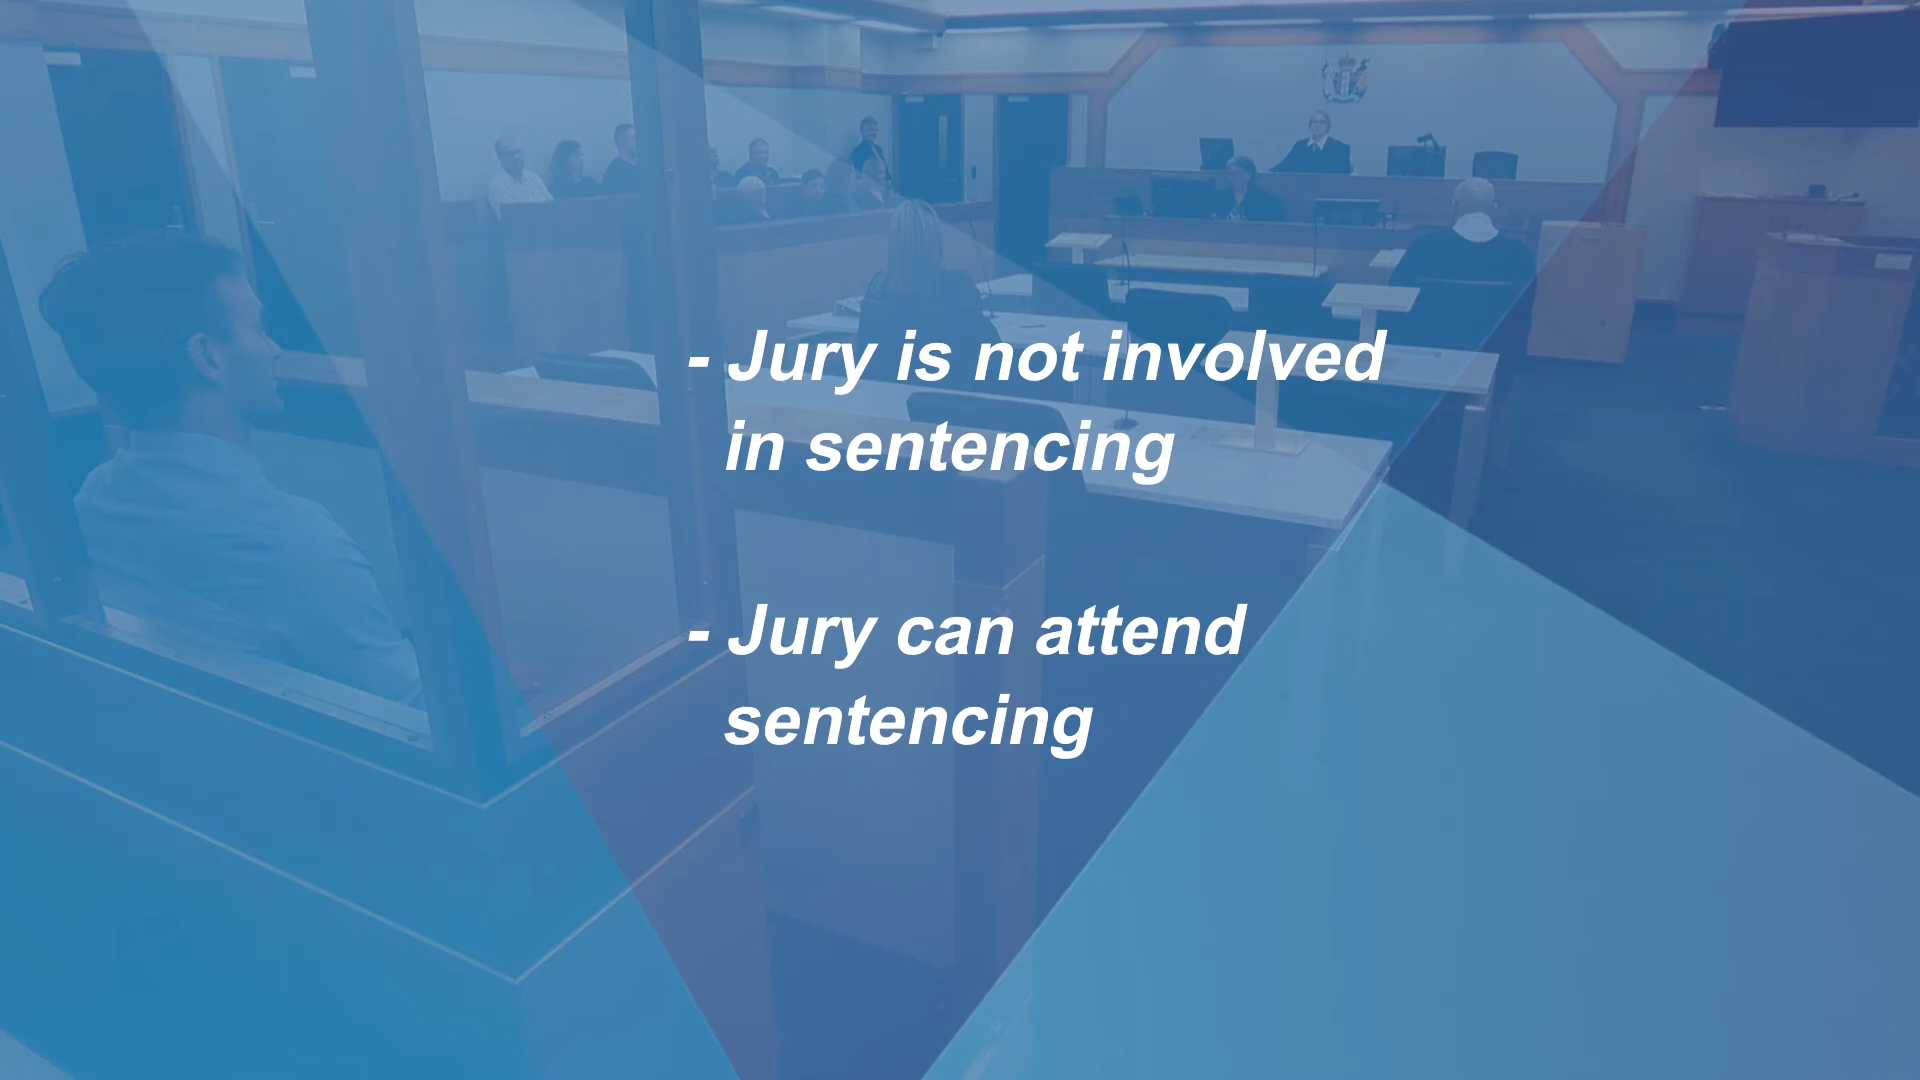 - Jury is not involved
in sentencing
- Jury can attend
sentencing